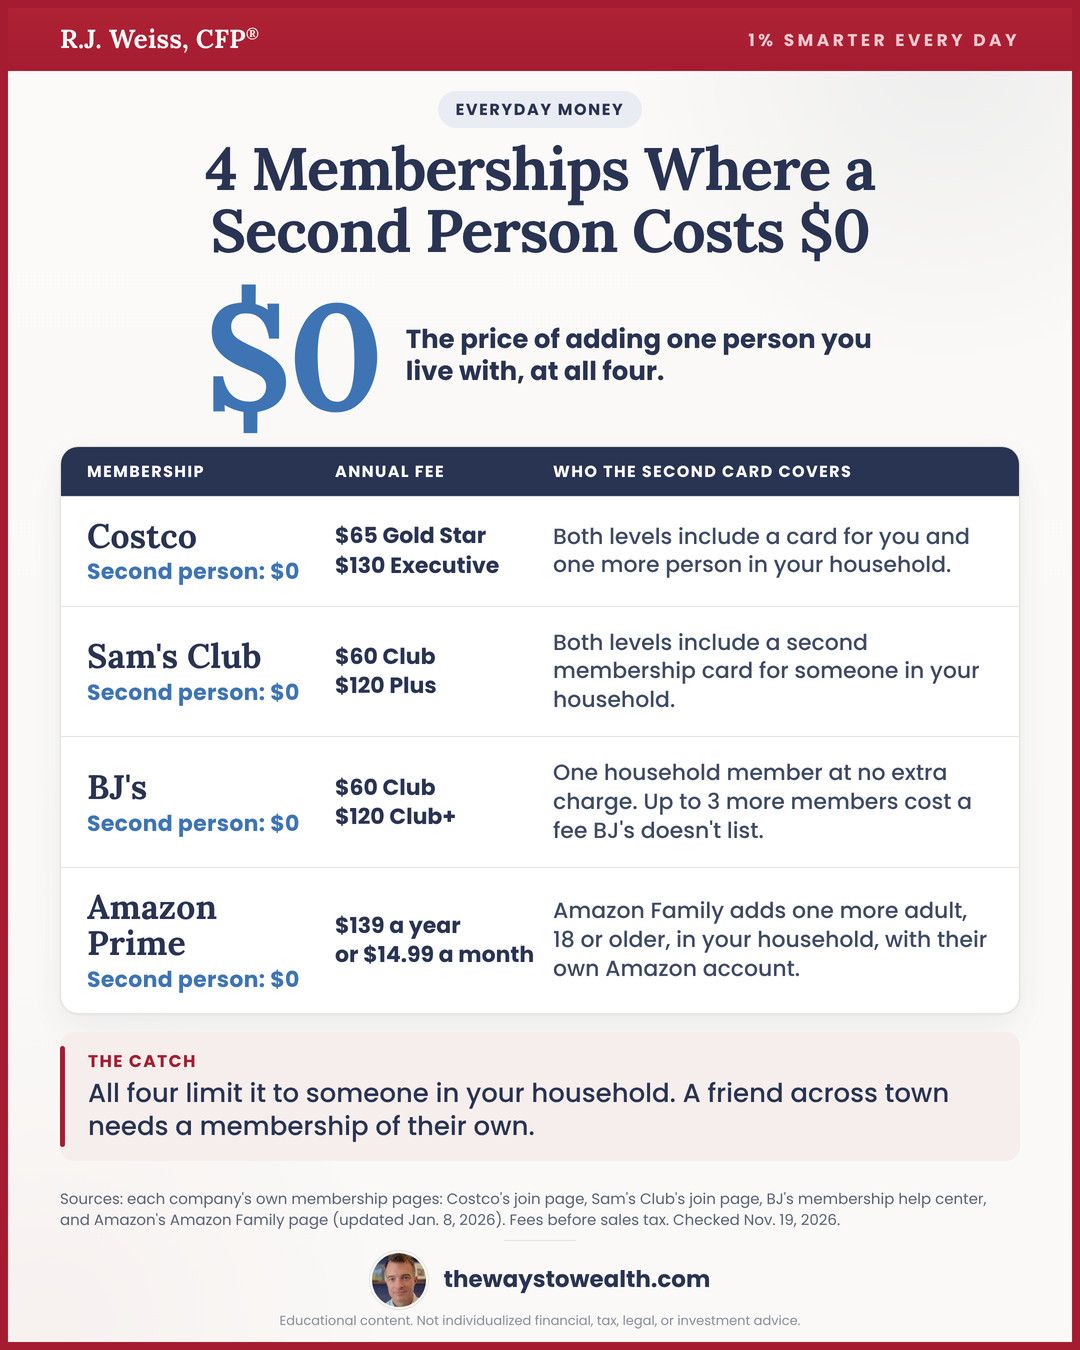 R.J. Weiss, CFP®
1% SMARTER EVERY DAY
EVERYDAY MONEY
4 Memberships Where a
Second Person Costs $0
$0
The price of adding one person you
live with, at all four.
MEMBERSHIP
ANNUAL FEE
WHO THE SECOND CARD COVERS
Costco
Second person: $0
$65 Gold Star
$130 Executive
Both levels include a card for you and
one more person in your household.
Sam's Club
Second person: $0
$60 Club
$120 Plus
Both levels include a second
membership card for someone in your
household.
BJ's
Second person: $0
$60 Club
$120 Club+
One household member at no extra
charge. Up to 3 more members cost a
fee BJ's doesn't list.
Amazon
Prime
Second person: $0
$139 a year
or $14.99 a month
Amazon Family adds one more adult,
18 or older, in your household, with their
own Amazon account.
THE CATCH
All four limit it to someone in your household. A friend across town
needs a membership of their own.
Sources: each company's own membership pages: Costco's join page, Sam's Club's join page, BJ's membership help center,
and Amazon's Amazon Family page (updated Jan. 8, 2026). Fees before sales tax. Checked Nov. 19, 2026.
thewaystowealth.com
Educational content. Not individualized financial, tax, legal, or investment advice.